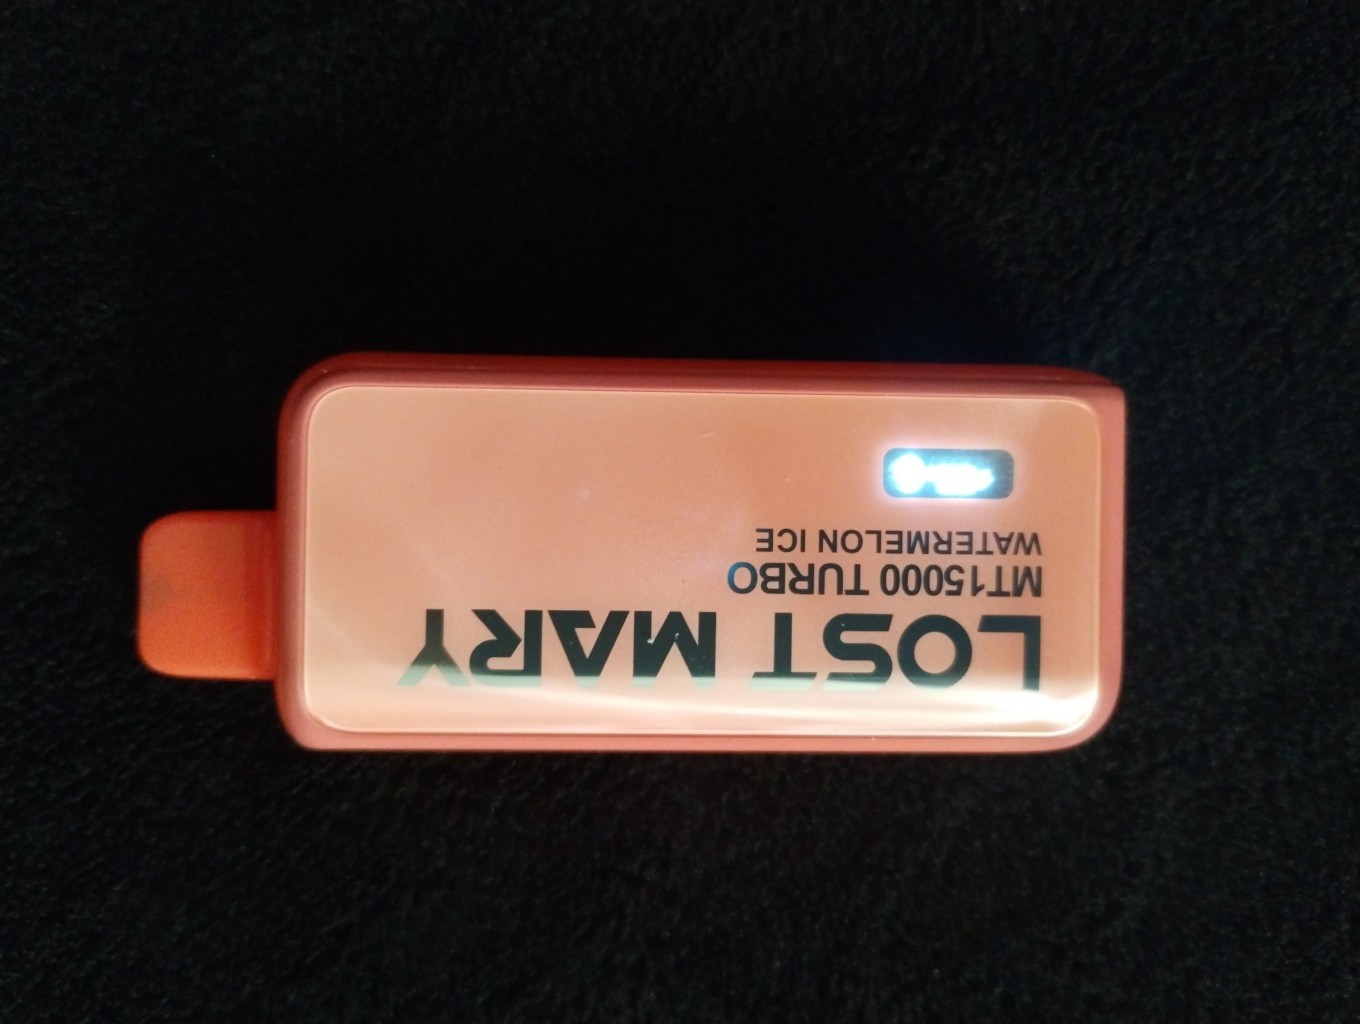 LOST MARY
MT15000 TURBO
WATERMELON ICE